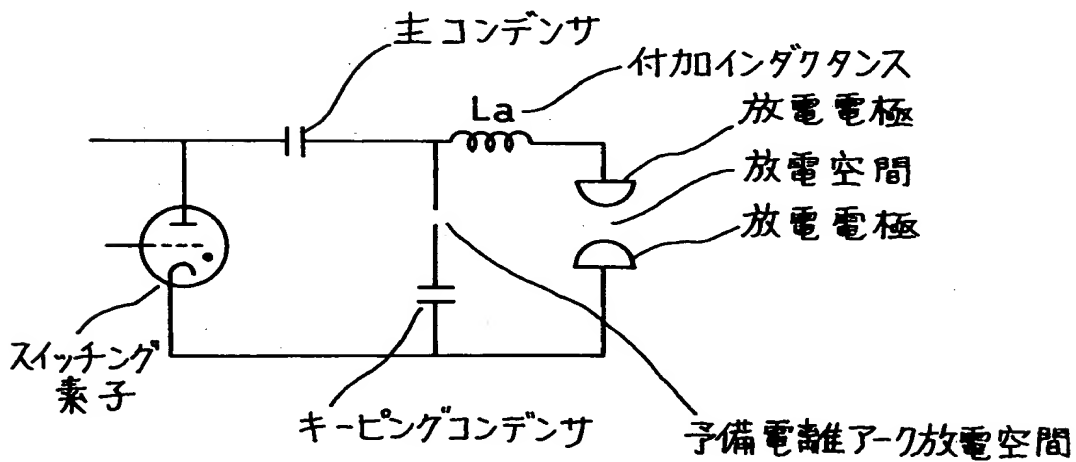 主コンデンサ
付加インダクタンス
La
放電電極
放電空間
放電電極
スイッチング
素子
キーピングコンデンサ
予備電離アーク放電空間